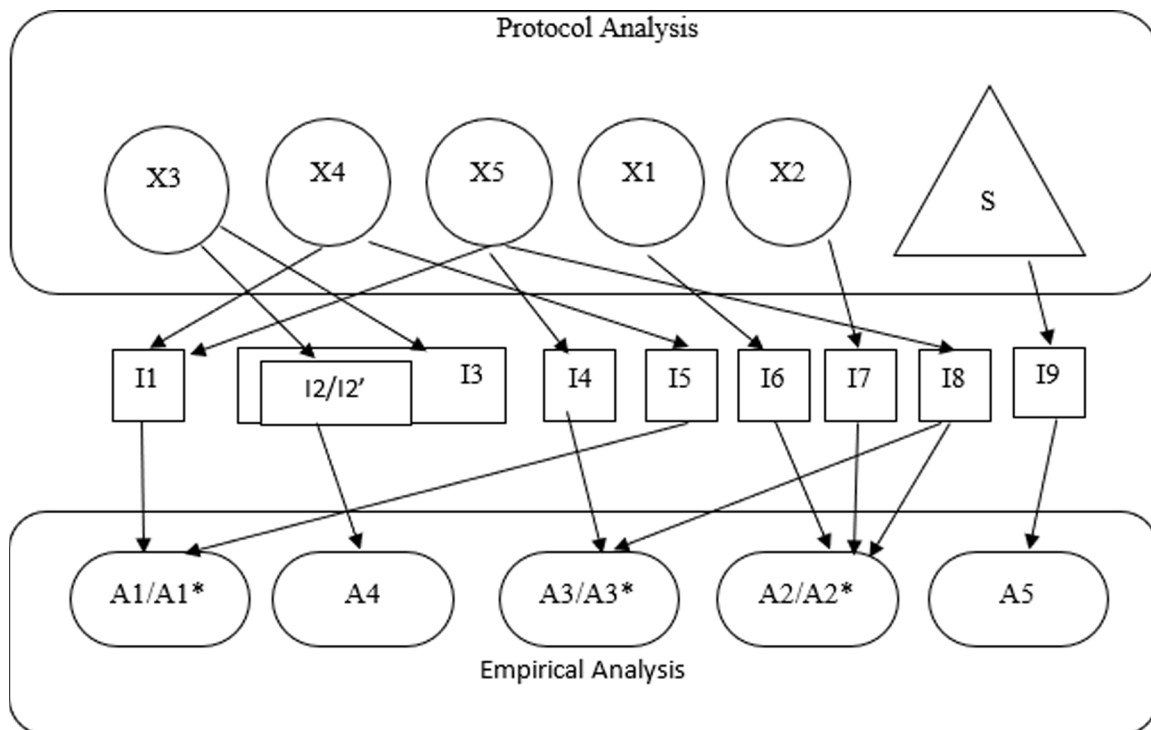 Protocol Analysis
X3 X4 X5 X1 X2 S
I1 I2/I2′ I3 I4 I5 I6 I7 I8 I9
A1/A1* A4 A3/A3* A2/A2* A5
Empirical Analysis